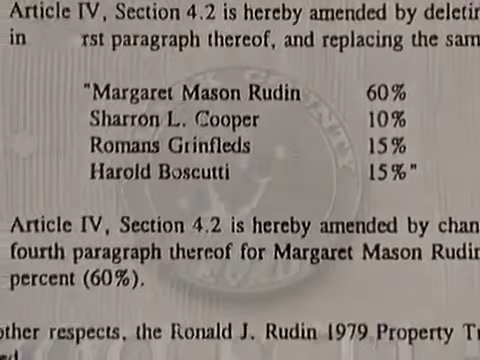 Article IV, Section 4.2 is hereby amended by
in rst paragraph thereof, and replacing the
"Margaret Mason Rudin 60%
Sharron L. Cooper 10%
Romans Grinfleds 15%
Harold Boscutti 15%"
Article IV, Section 4.2 is hereby amended by
fourth paragraph thereof for Margaret Mason Rudin
percent (60%).
other respects, the Ronald J. Rudin 1979 Property
COUNTY